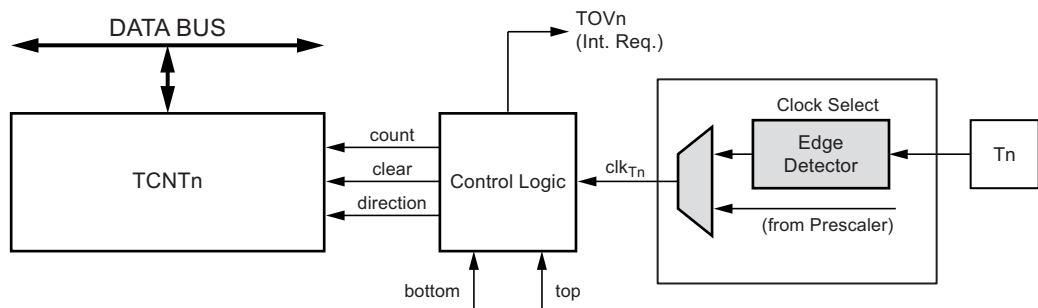 DATA BUS
TOVn
(Int. Req.)
Clock Select
TCNTn
count
clear
direction
Control Logic
clkTn
Edge
Detector
Tn
(from Prescaler)
bottom
top